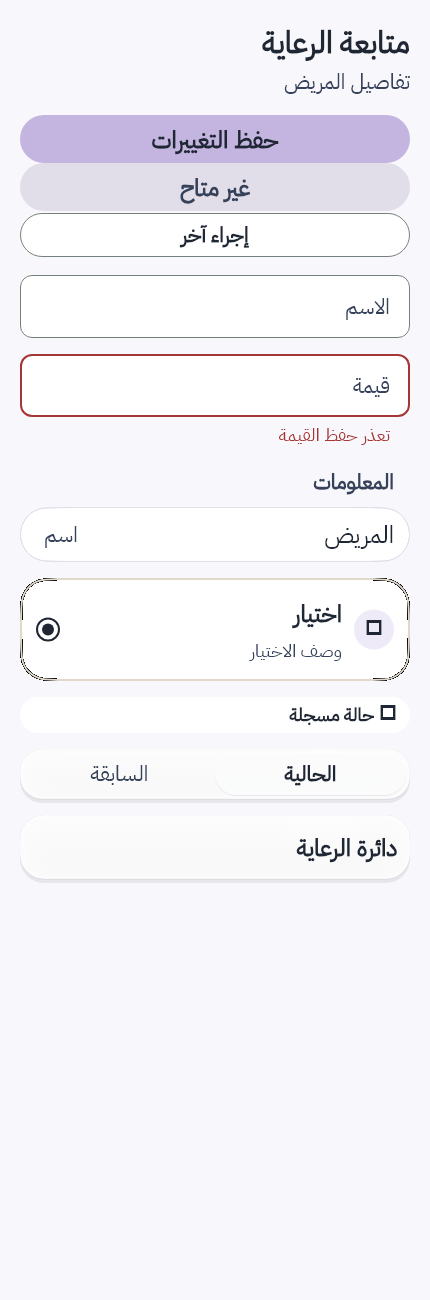 متابعة الرعاية
تفاصيل المريض
حفظ التغييرات
غير متاح
إجراء آخر
الاسم
قيمة
تعذر حفظ القيمة
المعلومات
المريض اسم
اختيار
وصف الاختيار
حالة مسجلة
الحالية السابقة
دائرة الرعاية